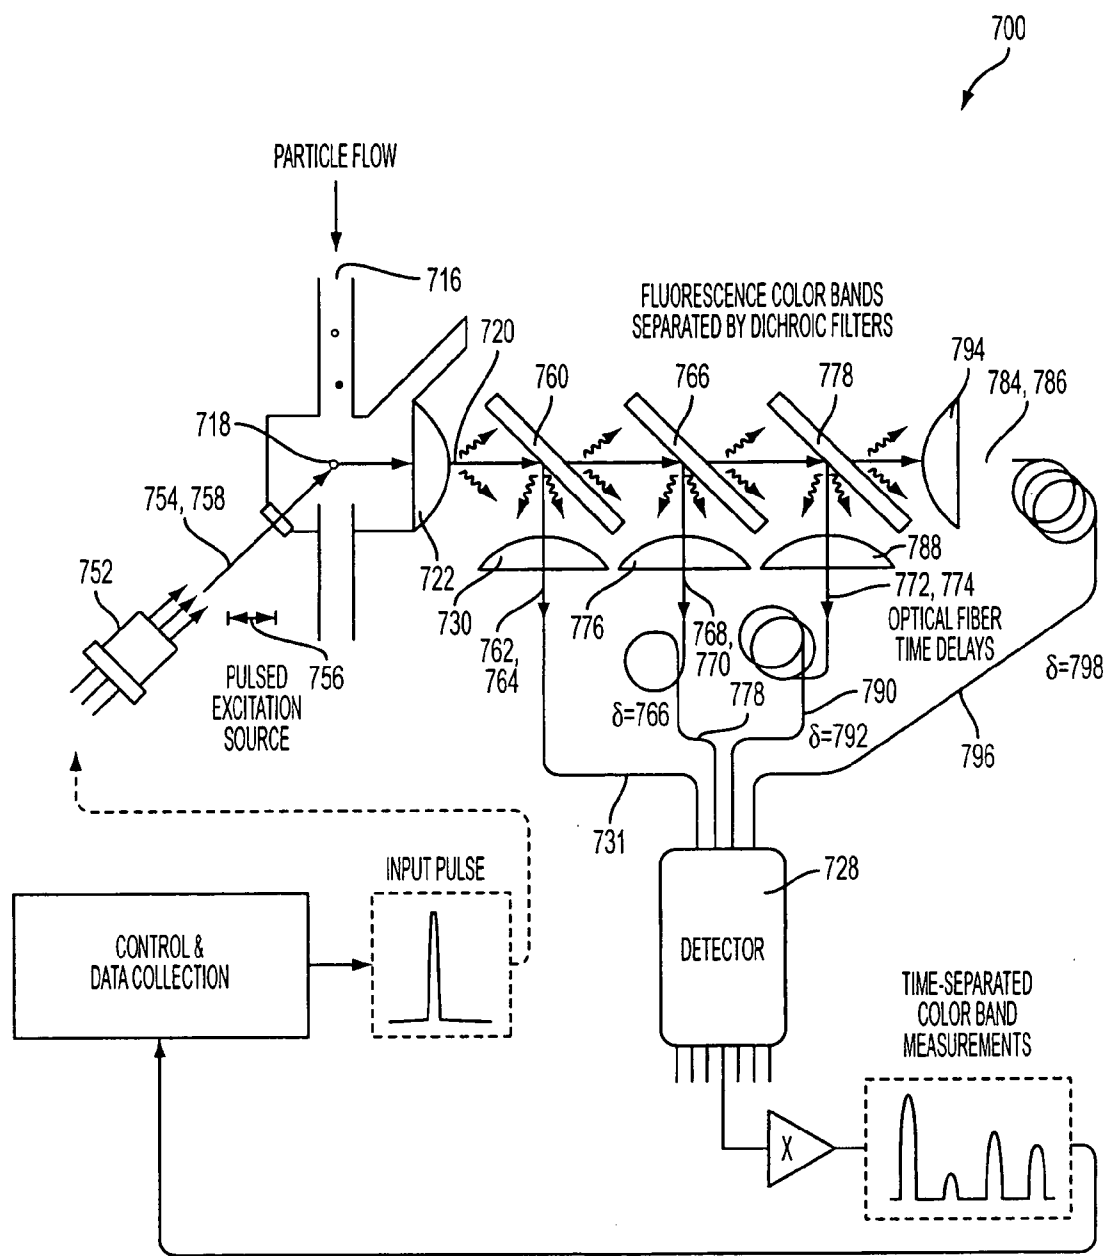 700
PARTICLE FLOW
716
FLUORESCENCE COLOR BANDS
SEPARATED BY DICHROIC FILTERS
720
760
766
778
794
784, 786
718
754, 758
752
722
730
776
788
762,
764
768,
770
772, 774
OPTICAL FIBER
TIME DELAYS
756
PULSED
EXCITATION
SOURCE
δ=766
778
790
δ=792
δ=798
796
731
INPUT PULSE
728
CONTROL &
DATA COLLECTION
DETECTOR
TIME-SEPARATED
COLOR BAND
MEASUREMENTS
X